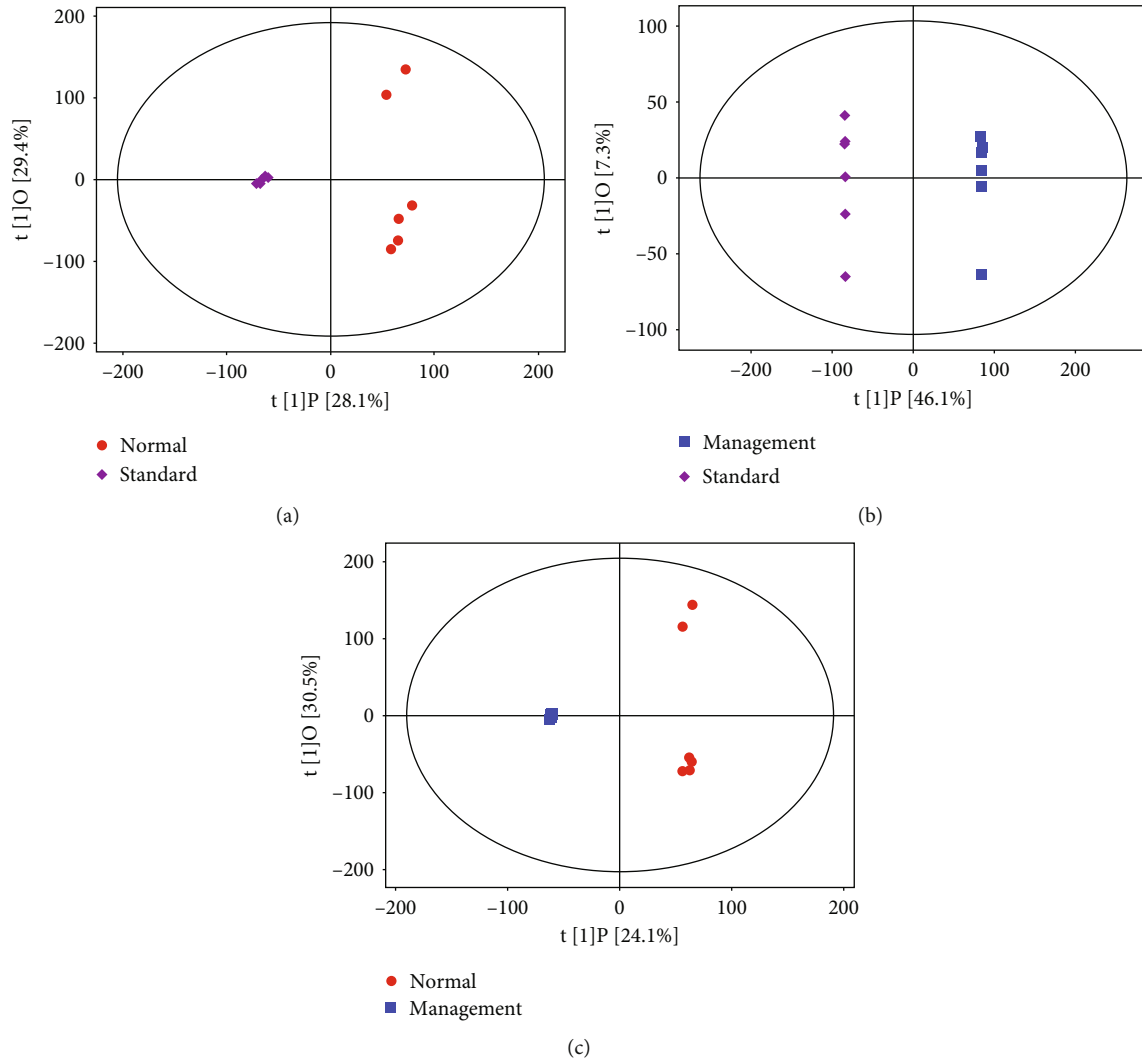 200
100
0
−100
−200
t [1]O [29.4%]
−200 −100 0 100 200
t [1]P [28.1%]
Normal
Standard
(a)
100
50
0
−50
−100
t [1]O [7.3%]
−200 −100 0 100 200
t [1]P [46.1%]
Management
Standard
(b)
200
100
0
−100
−200
t [1]O [30.5%]
−200 −100 0 100 200
t [1]P [24.1%]
Normal
Management
(c)